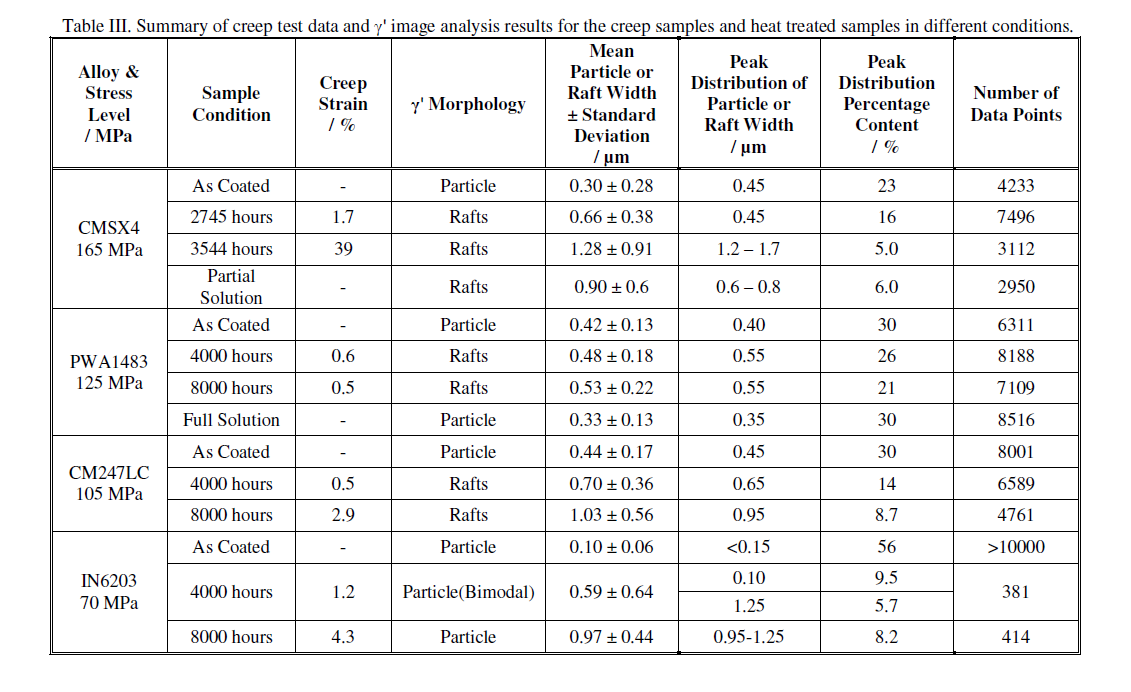 Table III. Summary of creep test data and γ' image analysis results for the creep samples and heat treated samples in different conditions.
Alloy & Stress Level / MPa | Sample Condition | Creep Strain / % | γ' Morphology | Mean Particle or Raft Width ± Standard Deviation / µm | Peak Distribution of Particle or Raft Width / µm | Peak Distribution Percentage Content / % | Number of Data Points
CMSX4 165 MPa | As Coated | - | Particle | 0.30 ± 0.28 | 0.45 | 23 | 4233
2745 hours | 1.7 | Rafts | 0.66 ± 0.38 | 0.45 | 16 | 7496
3544 hours | 39 | Rafts | 1.28 ± 0.91 | 1.2 – 1.7 | 5.0 | 3112
Partial Solution | - | Rafts | 0.90 ± 0.6 | 0.6 – 0.8 | 6.0 | 2950
PWA1483 125 MPa | As Coated | - | Particle | 0.42 ± 0.13 | 0.40 | 30 | 6311
4000 hours | 0.6 | Rafts | 0.48 ± 0.18 | 0.55 | 26 | 8188
8000 hours | 0.5 | Rafts | 0.53 ± 0.22 | 0.55 | 21 | 7109
Full Solution | - | Particle | 0.33 ± 0.13 | 0.35 | 30 | 8516
CM247LC 105 MPa | As Coated | - | Particle | 0.44 ± 0.17 | 0.45 | 30 | 8001
4000 hours | 0.5 | Rafts | 0.70 ± 0.36 | 0.65 | 14 | 6589
8000 hours | 2.9 | Rafts | 1.03 ± 0.56 | 0.95 | 8.7 | 4761
IN6203 70 MPa | As Coated | - | Particle | 0.10 ± 0.06 | <0.15 | 56 | >10000
4000 hours | 1.2 | Particle(Bimodal) | 0.59 ± 0.64 | 0.10 | 9.5 | 381
1.25 | 5.7
8000 hours | 4.3 | Particle | 0.97 ± 0.44 | 0.95-1.25 | 8.2 | 414